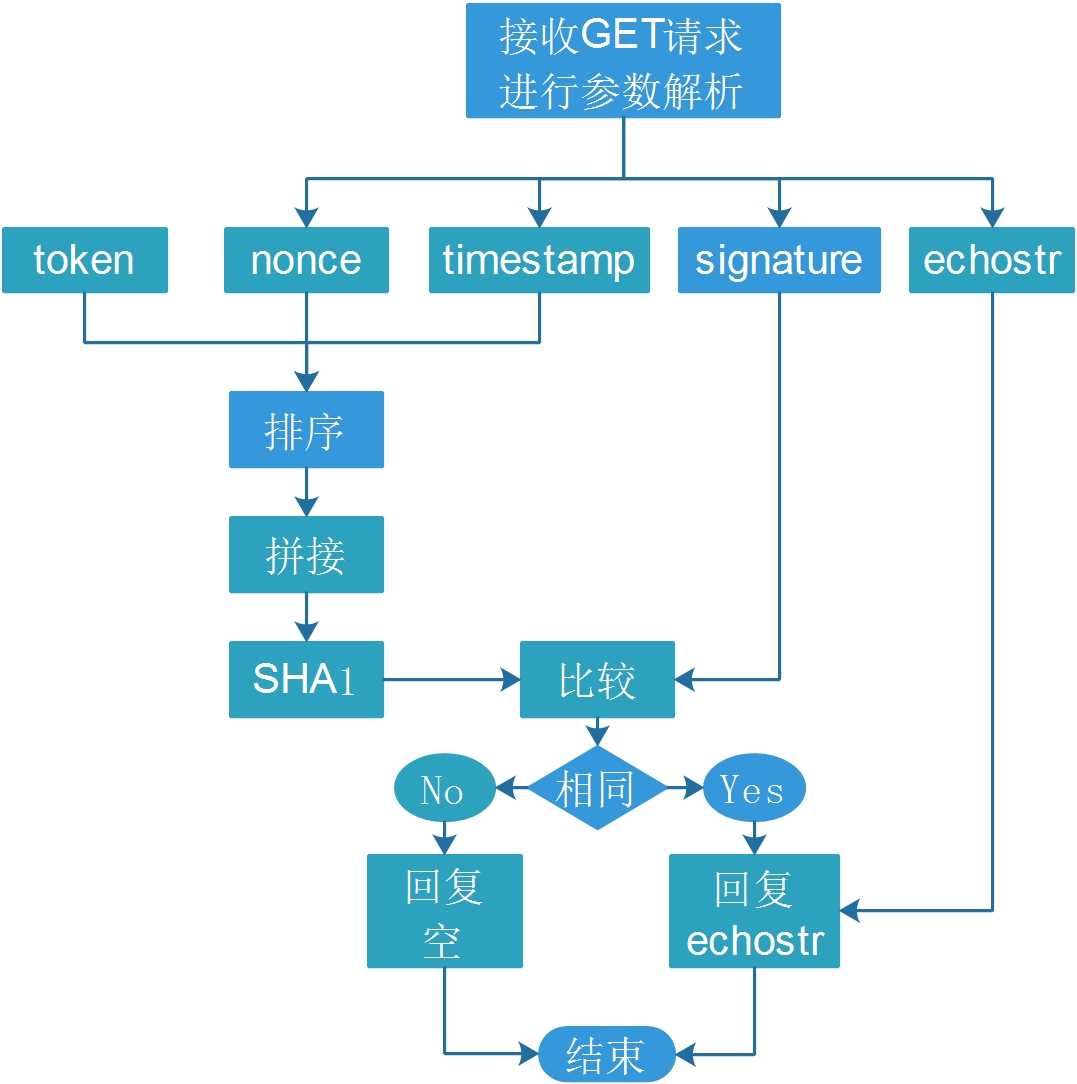 接收GET请求
进行参数解析
token
nonce
timestamp
signature
echostr
排序
拼接
SHA1
比较
No
相同
Yes
回复
空
回复
echostr
结束